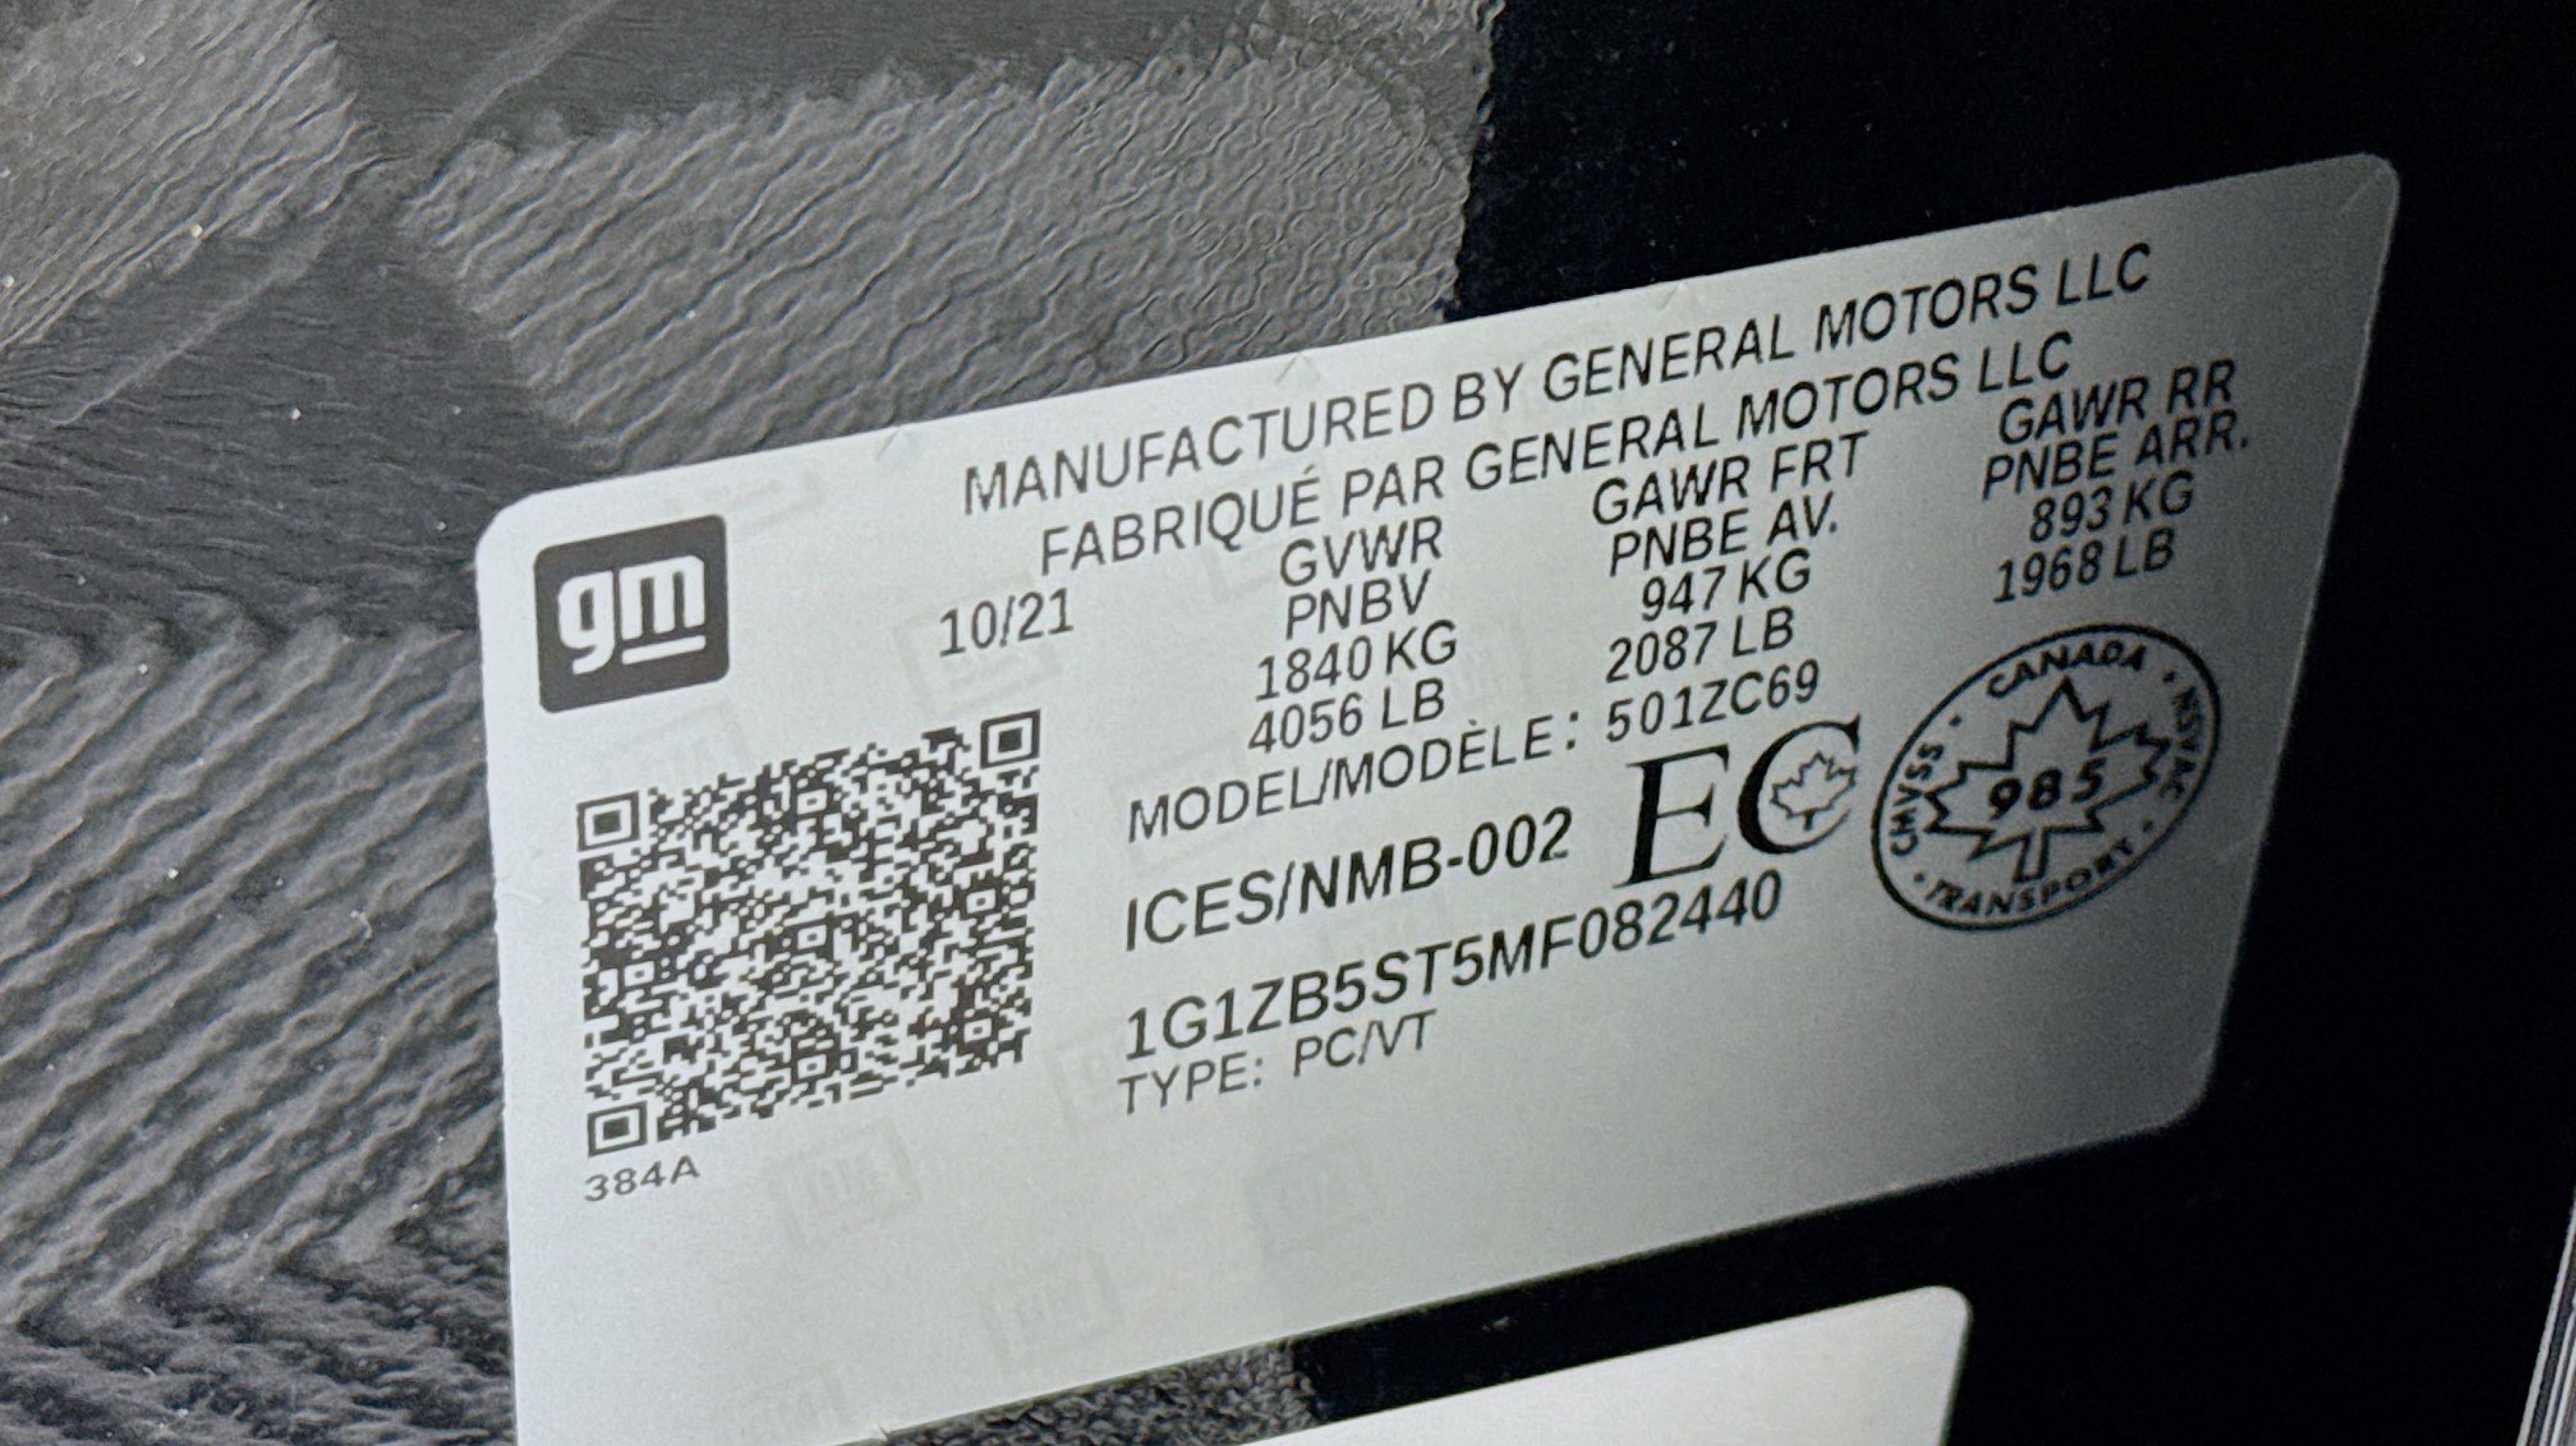 MANUFACTURED BY GENERAL MOTORS LLC
FABRIQUÉ PAR GENERAL MOTORS LLC
gm
10/21
GVWR
PNBV
1840 KG
4056 LB
GAWR FRT
PNBE AV.
947 KG
2087 LB
GAWR RR
PNBE ARR.
893 KG
1968 LB
MODEL/MODÈLE: 501ZC69
ICES/NMB-002
EC
CANADA • NSVAC • TRANSPORT • CMVSS •
985
1G1ZB5ST5MF082440
TYPE: PC/VT
384A